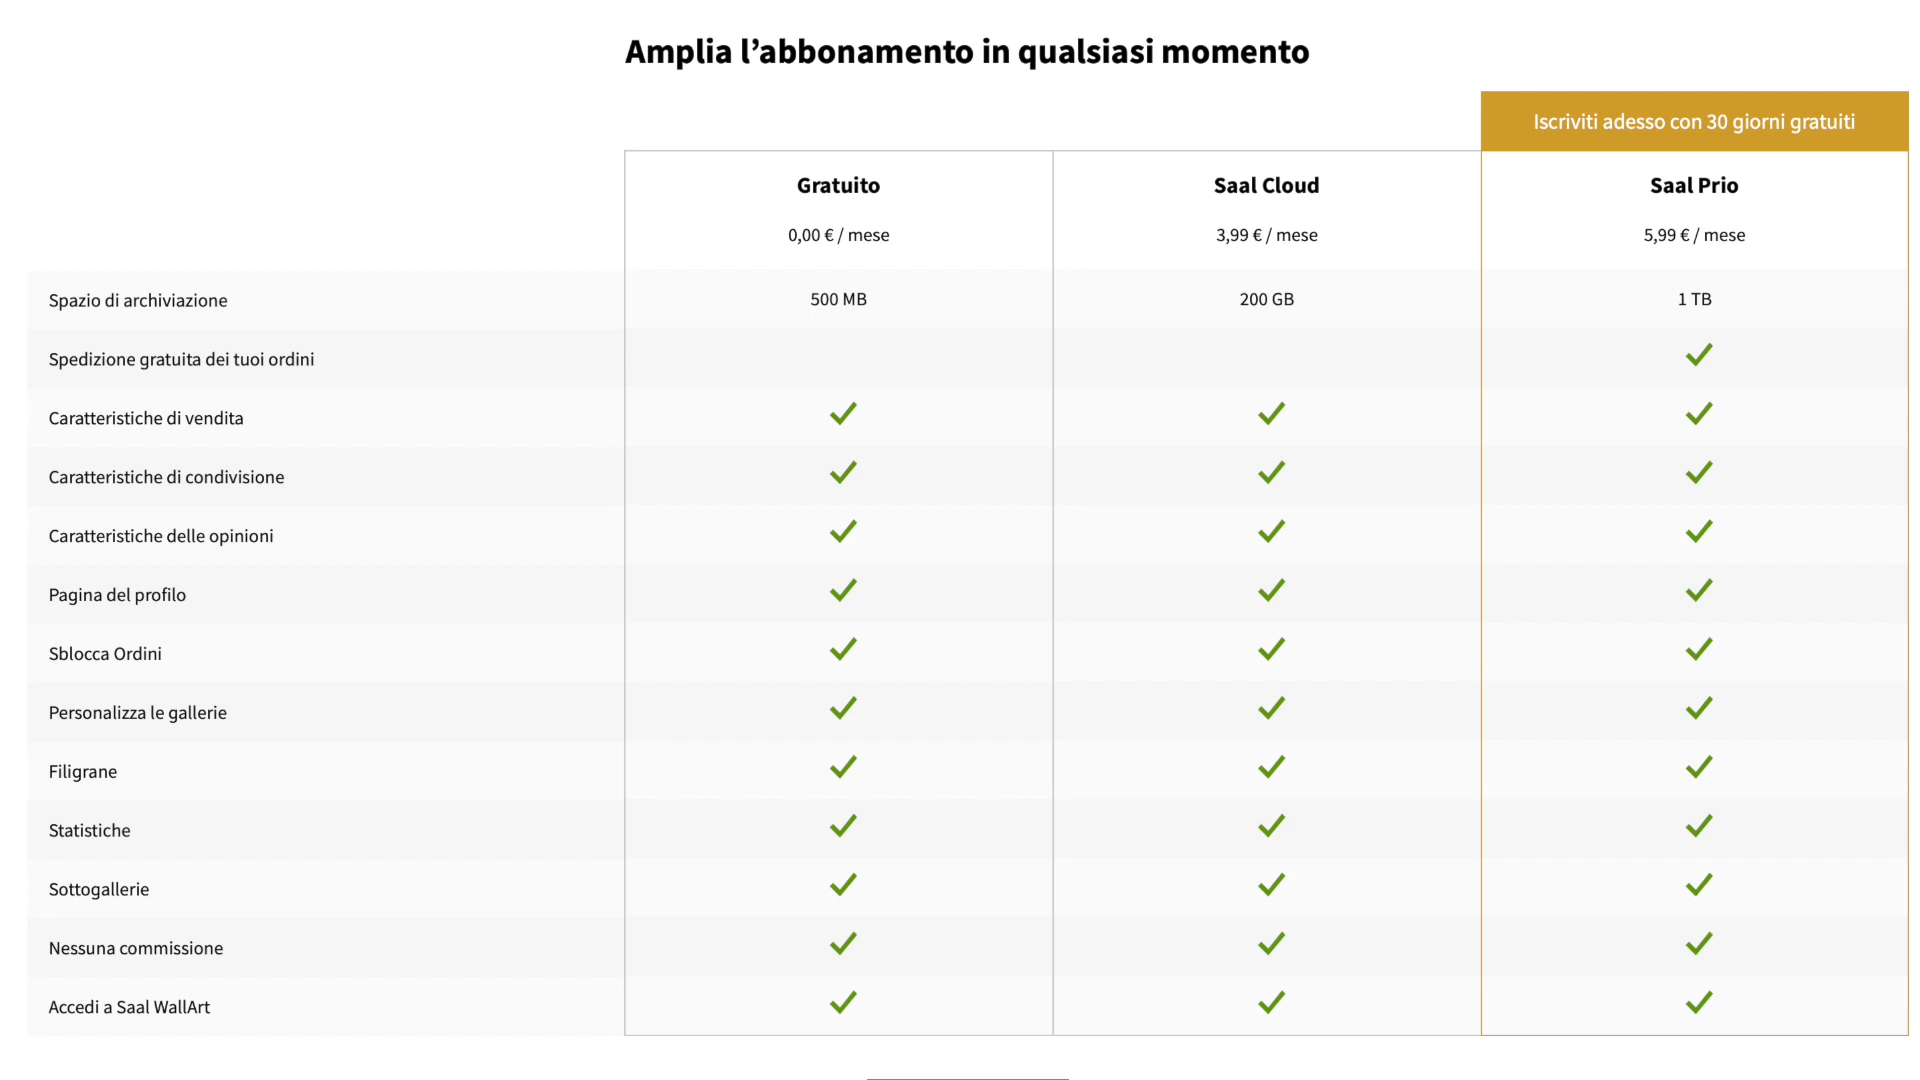 Amplia l’abbonamento in qualsiasi momento
Iscriviti adesso con 30 giorni gratuiti
Gratuito Saal Cloud Saal Prio
0,00 € / mese 3,99 € / mese 5,99 € / mese
Spazio di archiviazione 500 MB 200 GB 1 TB
Spedizione gratuita dei tuoi ordini
Caratteristiche di vendita
Caratteristiche di condivisione
Caratteristiche delle opinioni
Pagina del profilo
Sblocca Ordini
Personalizza le gallerie
Filigrane
Statistiche
Sottogallerie
Nessuna commissione
Accedi a Saal WallArt